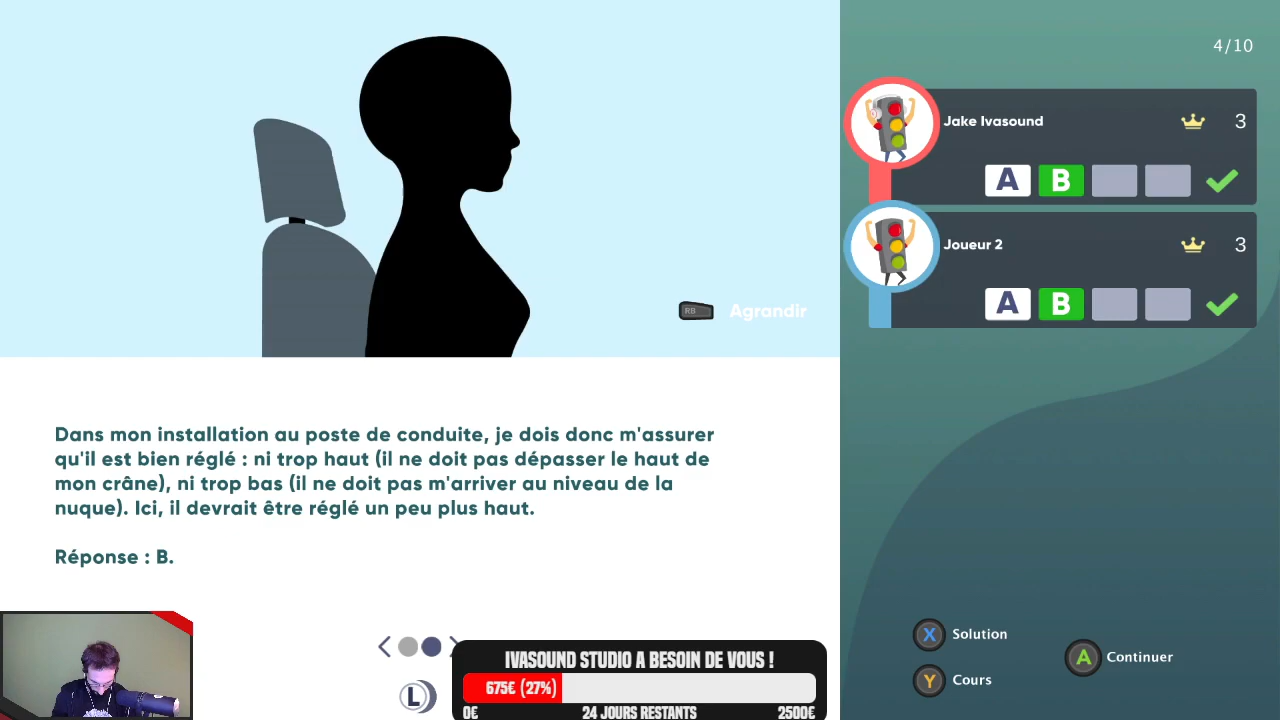 4/10
Jake Ivasound 3
A B
Joueur 2 3
A B
RB Agrandir
Dans mon installation au poste de conduite, je dois donc m'assurer
qu'il est bien réglé : ni trop haut (il ne doit pas dépasser le haut de
mon crâne), ni trop bas (il ne doit pas m'arriver au niveau de la
nuque). Ici, il devrait être réglé un peu plus haut.
Réponse : B.
X Solution
A Continuer
Y Cours
L
IVASOUND STUDIO A BESOIN DE VOUS !
675€ (27%)
0€ 24 JOURS RESTANTS 2500€